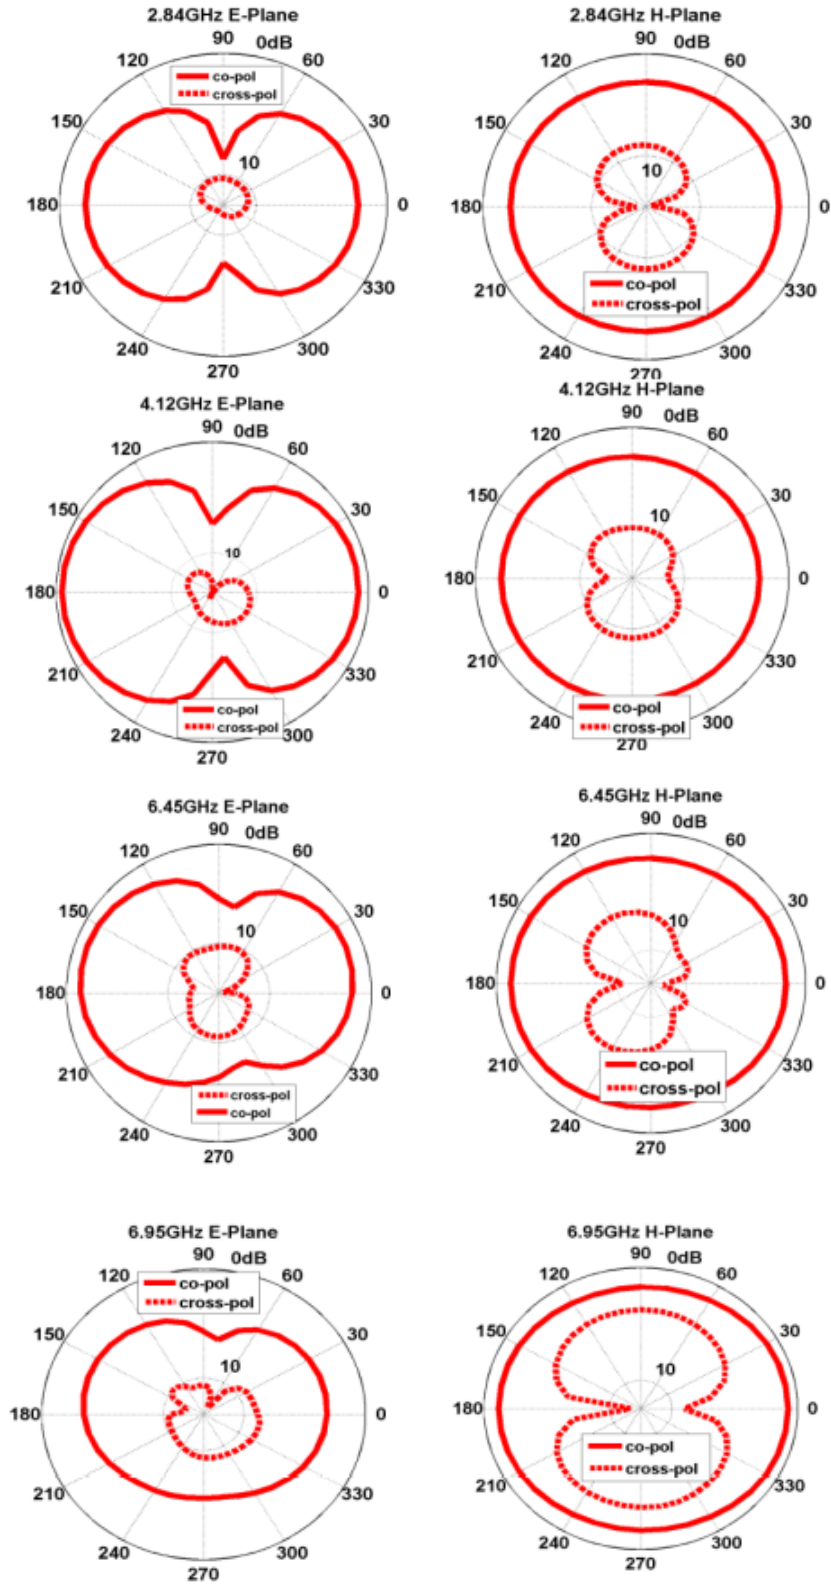 2.84GHz E-Plane
90 0dB
120 60
co-pol
cross-pol
150 30
10
180 0
210 330
240 300
270
2.84GHz H-Plane
90 0dB
120 60
150 30
10
180 0
210 330
co-pol
cross-pol
240 300
270
4.12GHz E-Plane
90 0dB
120 60
150 30
10
180 0
210 330
co-pol
cross-pol
240 300
270
4.12GHz H-Plane
90
120 60
150 30
10
180 0
210 330
co-pol
cross-pol
240 300
270
6.45GHz E-Plane
90 0dB
120 60
150 30
10
180 0
210 330
cross-pol
co-pol
240 300
270
6.45GHz H-Plane
90 0dB
120 60
150 30
10
180 0
210 330
co-pol
cross-pol
240 300
270
6.95GHz E-Plane
90 0dB
120 60
co-pol
cross-pol
150 30
10
180 0
210 330
240 300
270
6.95GHz H-Plane
90 0dB
120 60
150 30
10
180 0
co-pol
cross-pol
210 330
240 300
270